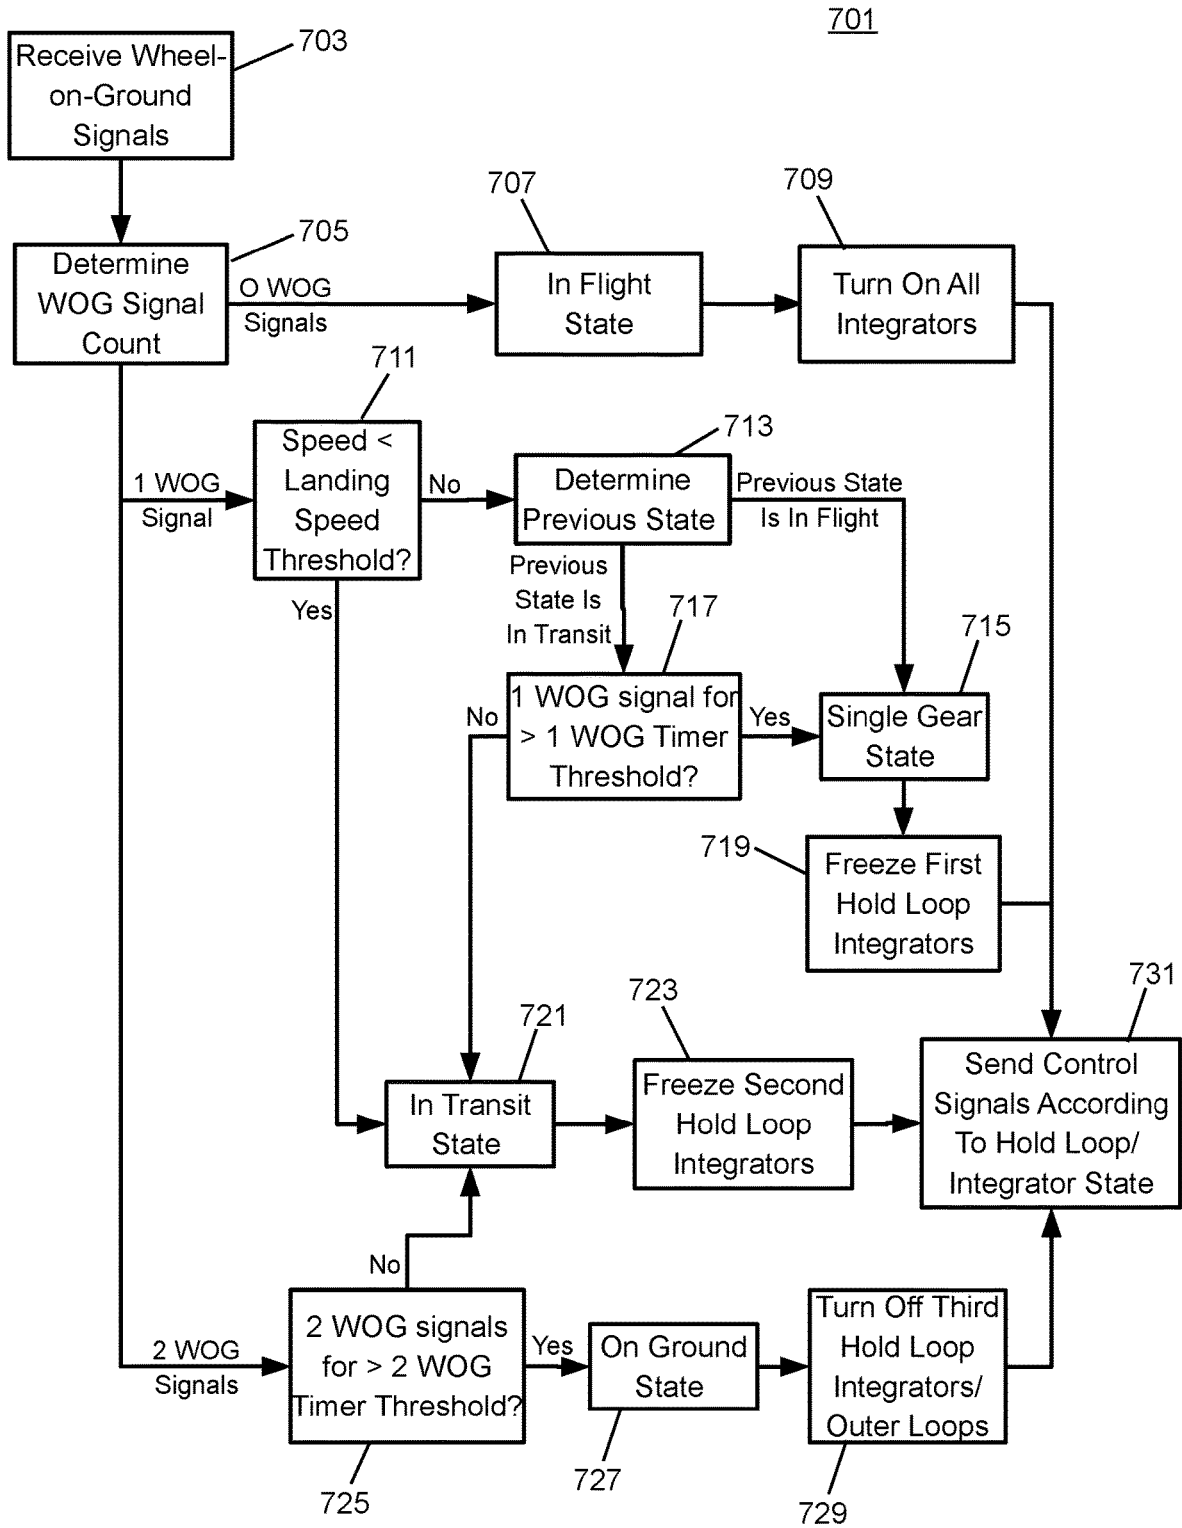 701
703
Receive Wheel-
on-Ground
Signals
705
Determine
WOG Signal
Count
O WOG
Signals
707
In Flight
State
709
Turn On All
Integrators
1 WOG
Signal
711
Speed <
Landing
Speed
Threshold?
No
Yes
713
Determine
Previous State
Previous State
Is In Flight
Previous
State Is
In Transit
717
1 WOG signal for
> 1 WOG Timer
Threshold?
No
Yes
715
Single Gear
State
719
Freeze First
Hold Loop
Integrators
721
In Transit
State
723
Freeze Second
Hold Loop
Integrators
731
Send Control
Signals According
To Hold Loop/
Integrator State
2 WOG
Signals
No
2 WOG signals
for > 2 WOG
Timer Threshold?
725
Yes
On Ground
State
727
Turn Off Third
Hold Loop
Integrators/
Outer Loops
729